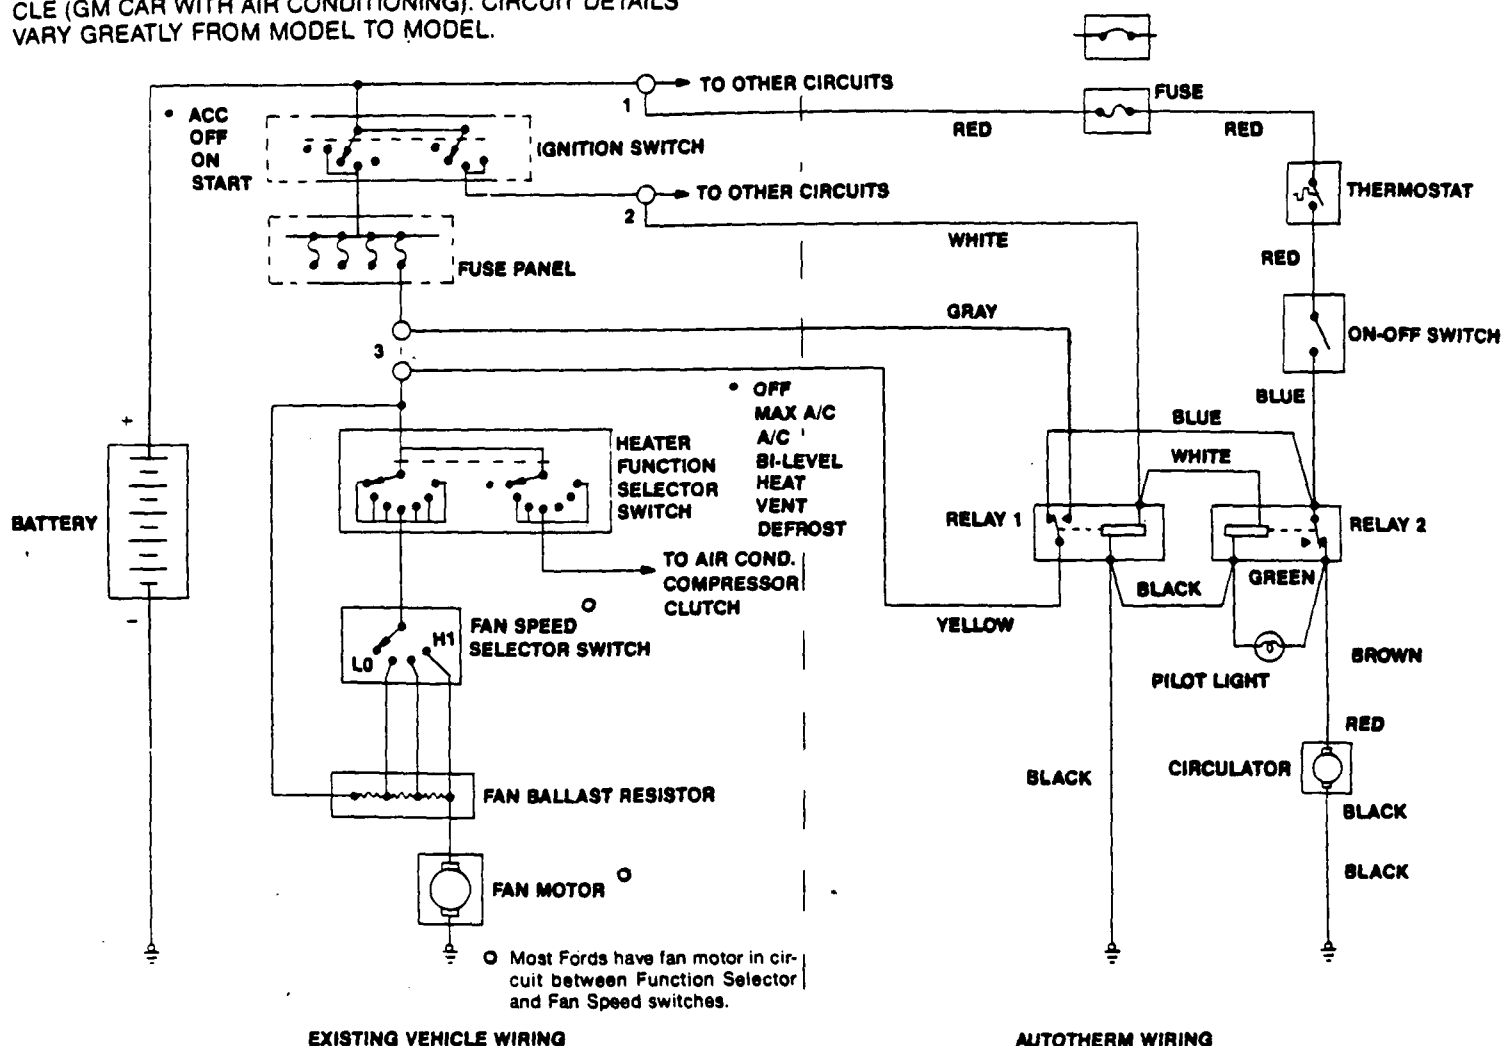 CLE (GM CAR WITH AIR CONDITIONING). CIRCUIT DETAILS
VARY GREATLY FROM MODEL TO MODEL.
TO OTHER CIRCUITS
1
FUSE
• ACC
OFF
ON
START
IGNITION SWITCH
RED
RED
THERMOSTAT
TO OTHER CIRCUITS
2
WHITE
RED
FUSE PANEL
GRAY
3
ON-OFF SWITCH
• OFF
MAX A/C
A/C
BI-LEVEL
HEAT
VENT
DEFROST
BLUE
BLUE
WHITE
+
BATTERY
-
HEATER
FUNCTION
SELECTOR
SWITCH
RELAY 1
RELAY 2
TO AIR COND.
COMPRESSOR
CLUTCH
BLACK
GREEN
YELLOW
FAN SPEED
SELECTOR SWITCH
LO
H1
PILOT LIGHT
BROWN
RED
CIRCULATOR
BLACK
BLACK
BLACK
FAN BALLAST RESISTOR
FAN MOTOR
O Most Fords have fan motor in cir-
cuit between Function Selector
and Fan Speed switches.
EXISTING VEHICLE WIRING
AUTOTHERM WIRING